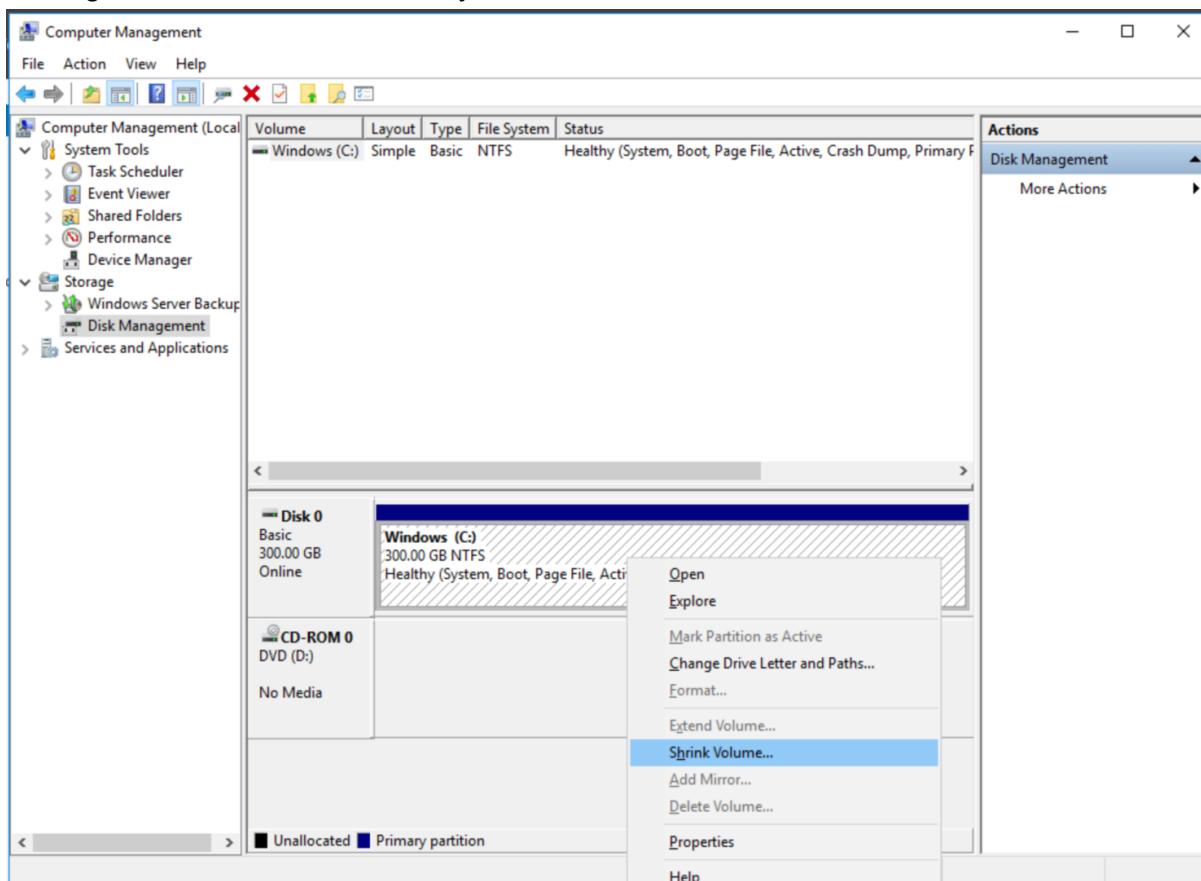 Computer Management
File Action View Help
Computer Management (Local
System Tools
Task Scheduler
Event Viewer
Shared Folders
Performance
Device Manager
Storage
Windows Server Backup
Disk Management
Services and Applications
Volume Layout Type File System Status
Windows (C:) Simple Basic NTFS Healthy (System, Boot, Page File, Active, Crash Dump, Primary
Disk 0
Basic
300.00 GB
Online
Windows (C:)
300.00 GB NTFS
Healthy (System, Boot, Page File, Acti
CD-ROM 0
DVD (D:)
No Media
Unallocated Primary partition
Open
Explore
Mark Partition as Active
Change Drive Letter and Paths...
Format...
Extend Volume...
Shrink Volume...
Add Mirror...
Delete Volume...
Properties
Help
Actions
Disk Management
More Actions